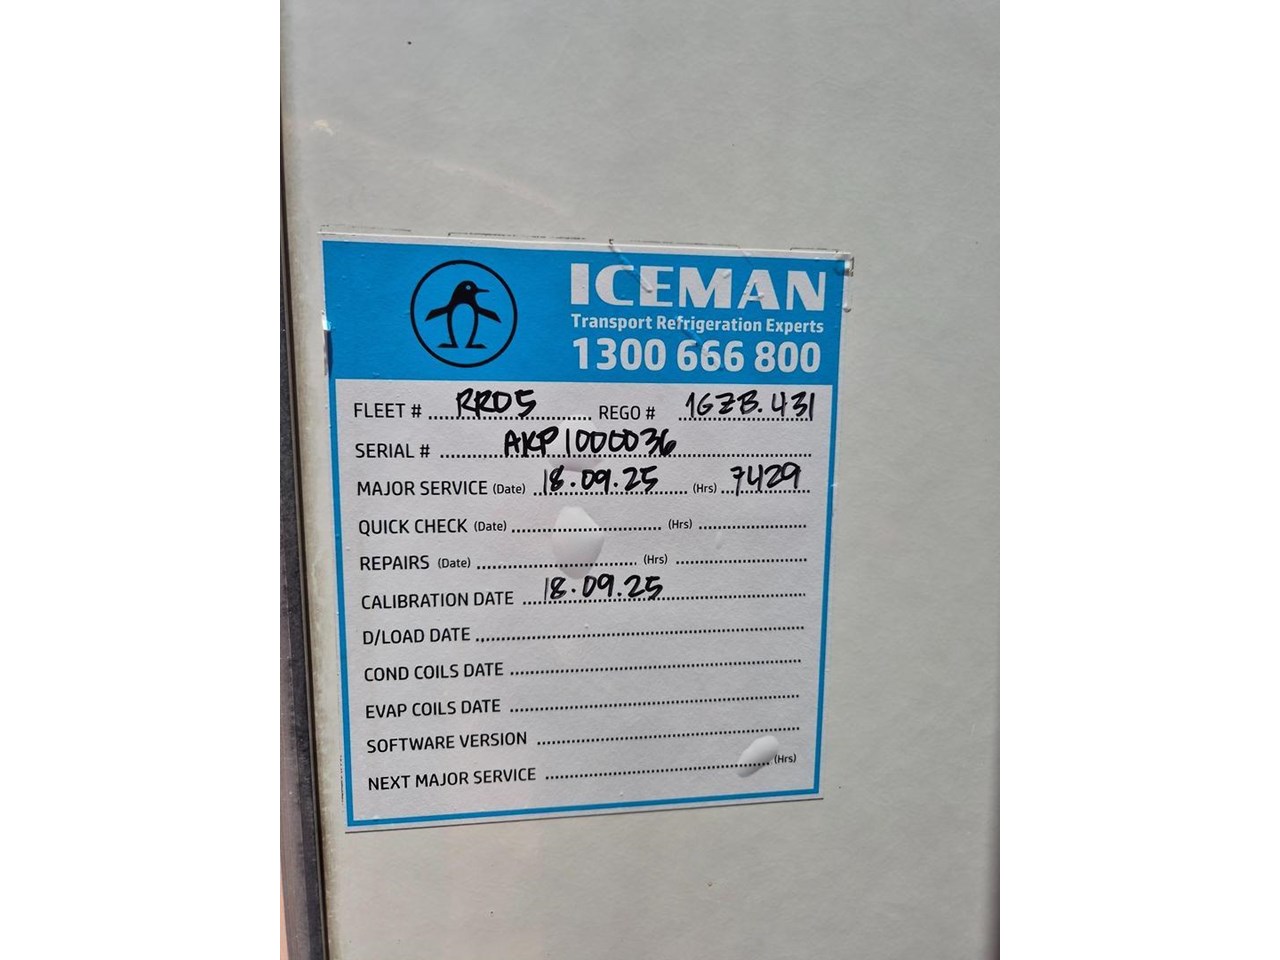 ICEMAN
Transport Refrigeration Experts
1300 666 800
FLEET # RR05 REGO # 1GZB.431
SERIAL # AKP1000036
MAJOR SERVICE (Date) 18.09.25 (Hrs) 7429
QUICK CHECK (Date) (Hrs)
REPAIRS (Date) (Hrs)
CALIBRATION DATE 18.09.25
D/LOAD DATE
COND COILS DATE
EVAP COILS DATE
SOFTWARE VERSION
NEXT MAJOR SERVICE (Hrs)